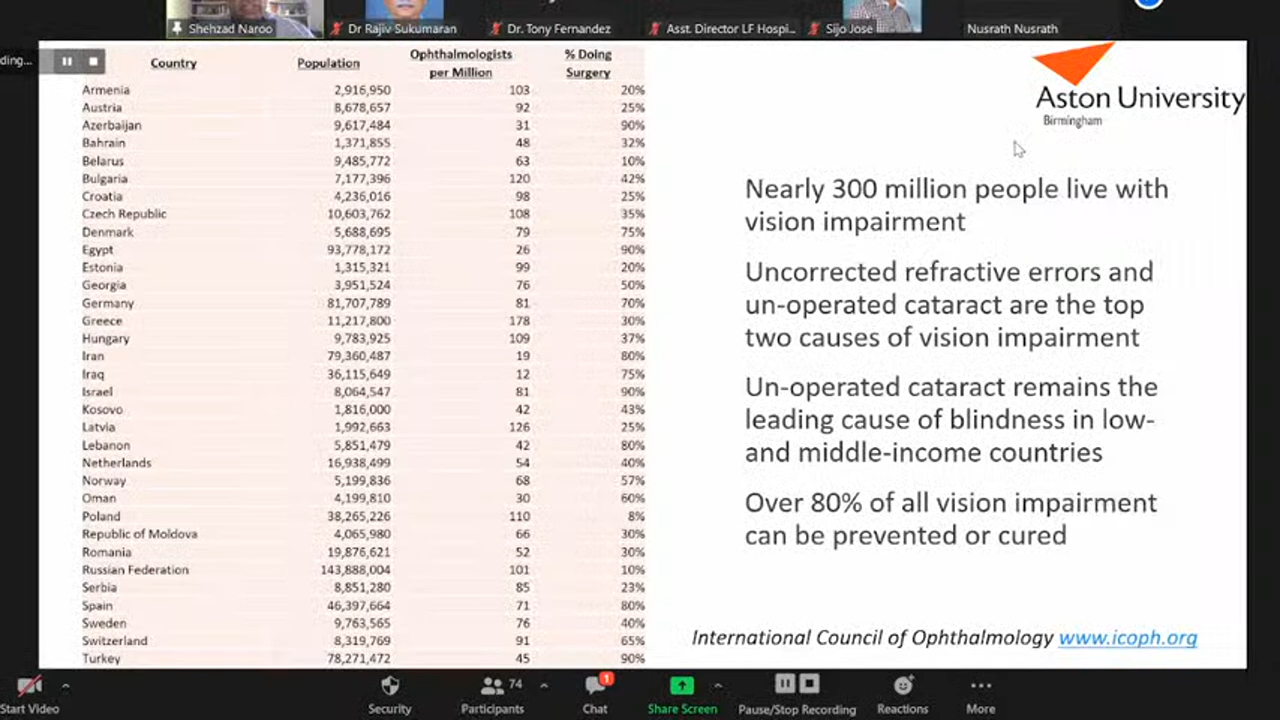 Shehzad Naroo
Dr Rajiv Sukumaran
Dr. Tony Fernandez
Asst. Director LF Hospi...
Sijo Jose
Nusrath Nusrath
ding...
Country Population Ophthalmologists per Million % Doing Surgery
Armenia 2,916,950 103 20%
Austria 8,678,657 92 25%
Azerbaijan 9,617,484 31 90%
Bahrain 1,371,855 48 32%
Belarus 9,485,772 63 10%
Bulgaria 7,177,396 120 42%
Croatia 4,236,016 98 25%
Czech Republic 10,603,762 108 35%
Denmark 5,688,695 79 75%
Egypt 93,778,172 26 90%
Estonia 1,315,321 99 20%
Georgia 3,951,524 76 50%
Germany 81,707,789 81 70%
Greece 11,217,800 178 30%
Hungary 9,783,925 109 37%
Iran 79,360,487 19 80%
Iraq 36,115,649 12 75%
Israel 8,064,547 81 90%
Kosovo 1,816,000 42 43%
Latvia 1,992,663 126 25%
Lebanon 5,851,479 42 80%
Netherlands 16,938,499 54 40%
Norway 5,199,836 68 57%
Oman 4,199,810 30 60%
Poland 38,265,226 110 8%
Republic of Moldova 4,065,980 66 30%
Romania 19,876,621 52 30%
Russian Federation 143,888,004 101 10%
Serbia 8,851,280 85 23%
Spain 46,397,664 71 80%
Sweden 9,763,565 76 40%
Switzerland 8,319,769 91 65%
Turkey 78,271,472 45 90%
Aston University
Birmingham
Nearly 300 million people live with
vision impairment
Uncorrected refractive errors and
un-operated cataract are the top
two causes of vision impairment
Un-operated cataract remains the
leading cause of blindness in low-
and middle-income countries
Over 80% of all vision impairment
can be prevented or cured
International Council of Ophthalmology www.icoph.org
Start Video
Security
74
Participants
1
Chat
Share Screen
Pause/Stop Recording
Reactions
More